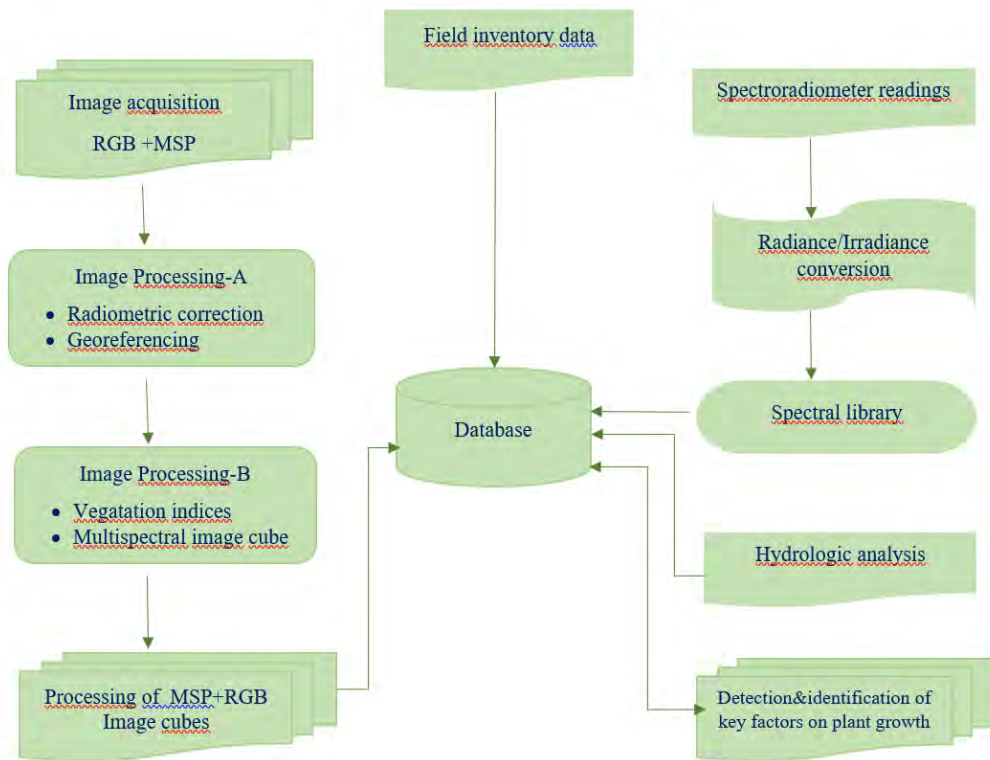 Field inventory data
Image acquisition
RGB +MSP
Spectroradiometer readings
Radiance/Irradiance
conversion
Image Processing-A
• Radiometric correction
• Georeferencing
Database
Spectral library
Image Processing-B
• Vegatation indices
• Multispectral image cube
Hydrologic analysis
Processing of MSP+RGB
Image cubes
Detection&identification of
key factors on plant growth